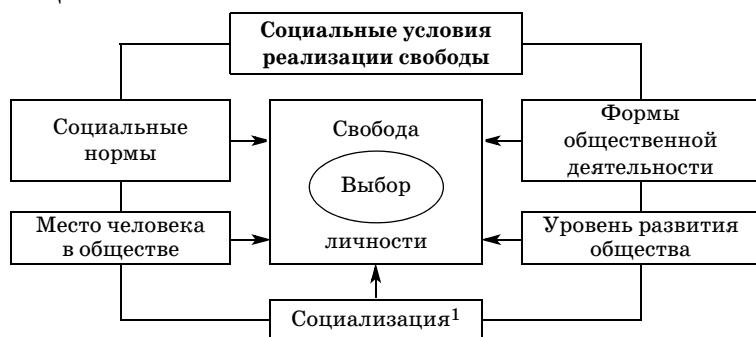 Социальные условия
реализации свободы
Социальные
нормы
Свобода
Выбор
личности
Формы
общественной
деятельности
Место человека
в обществе
Уровень развития
общества
Социализация¹